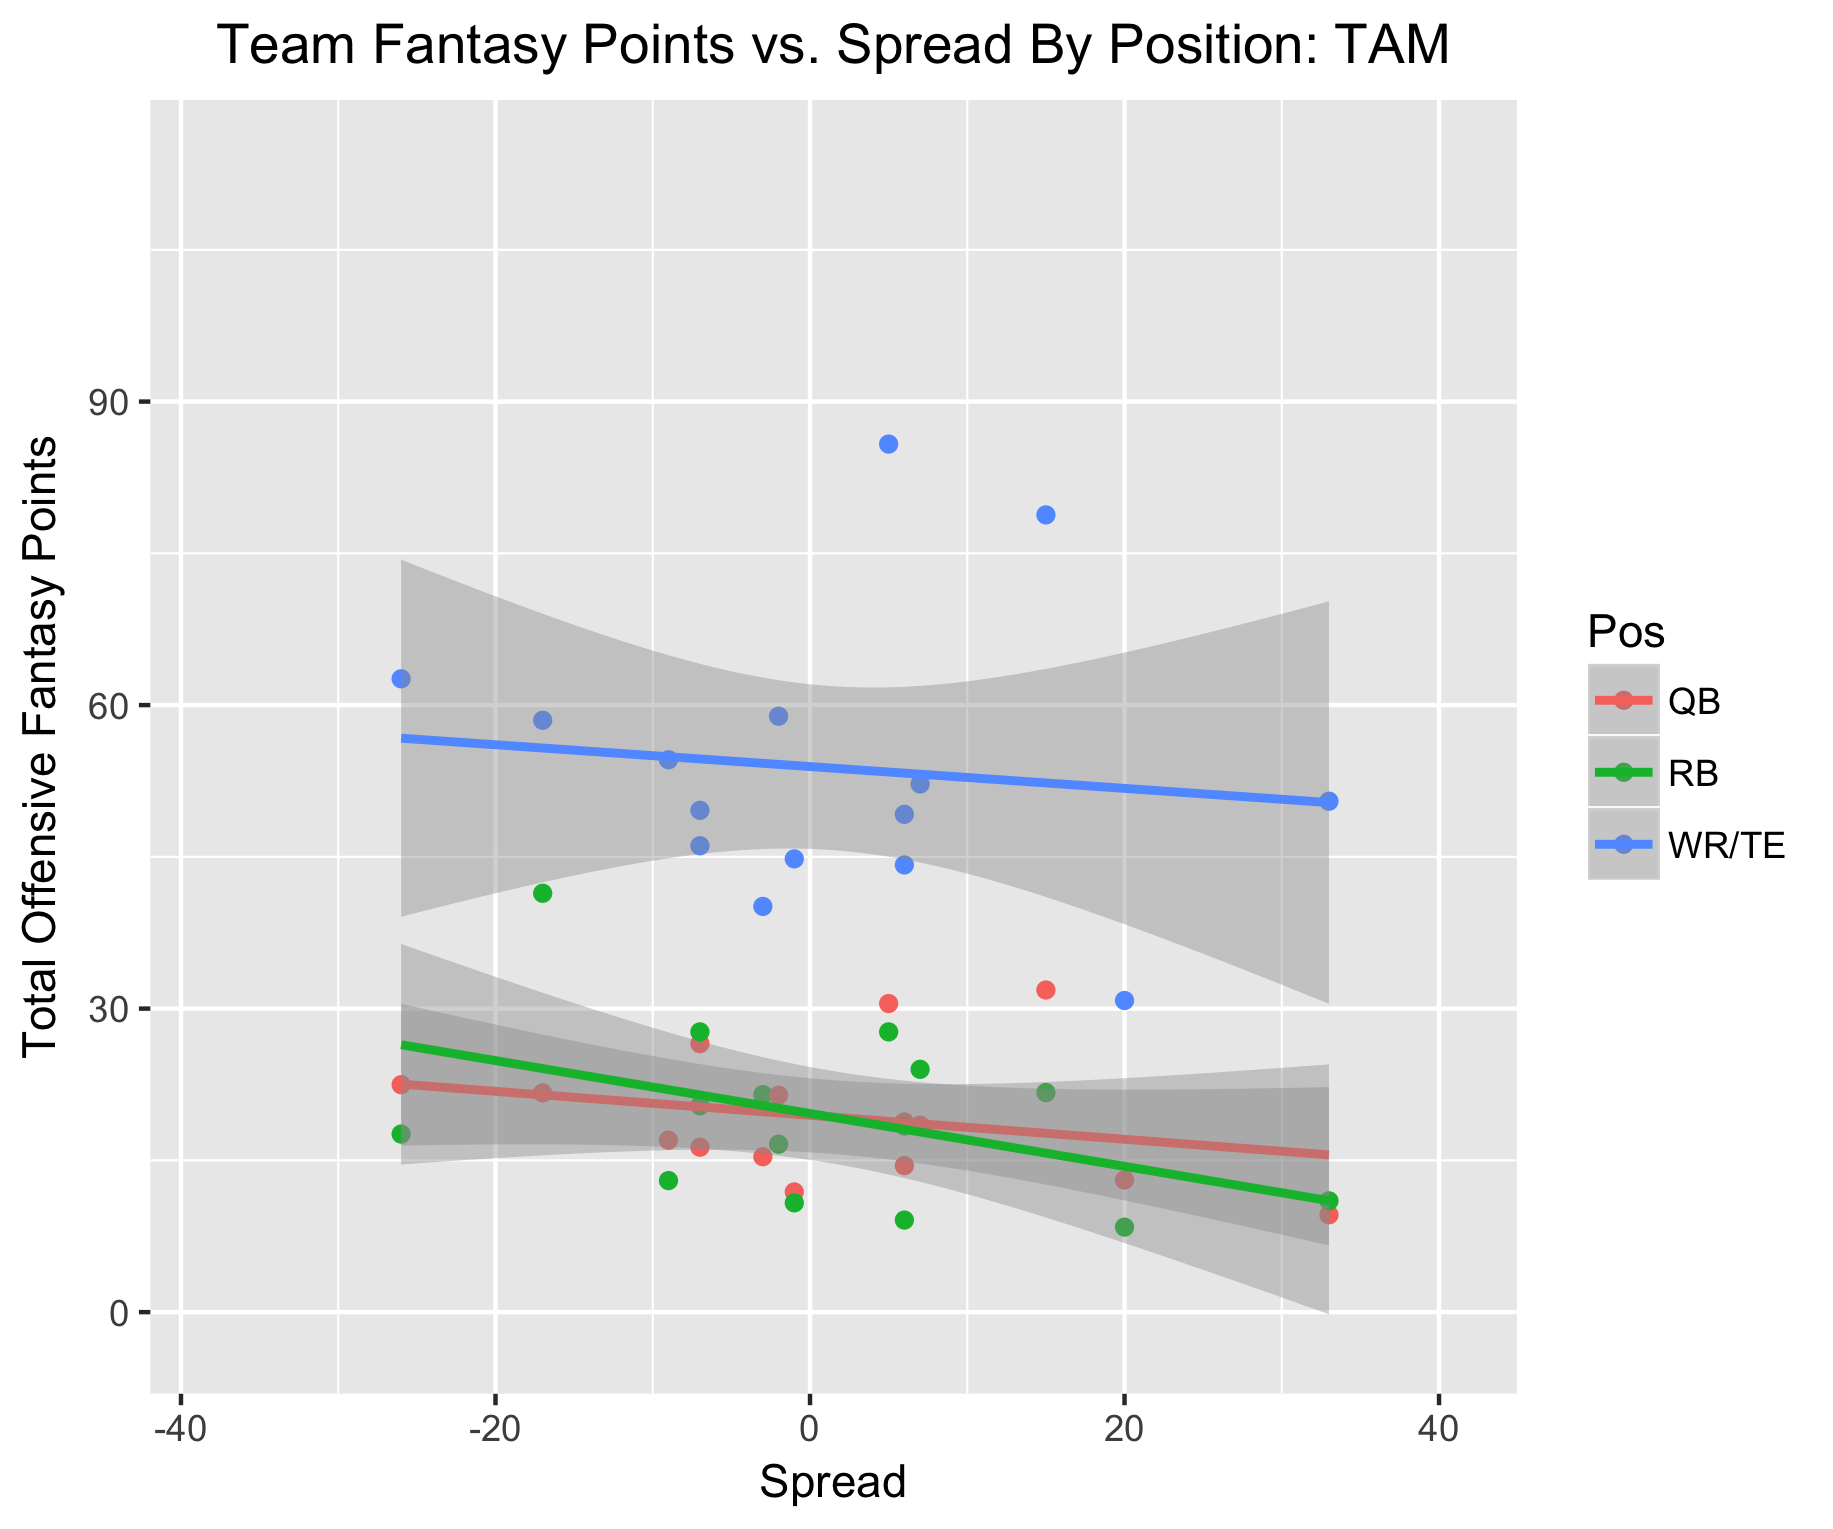 Team Fantasy Points vs. Spread By Position: TAM
Total Offensive Fantasy Points
90
60
30
0
-40
-20
0
20
40
Spread
Pos
QB
RB
WR/TE